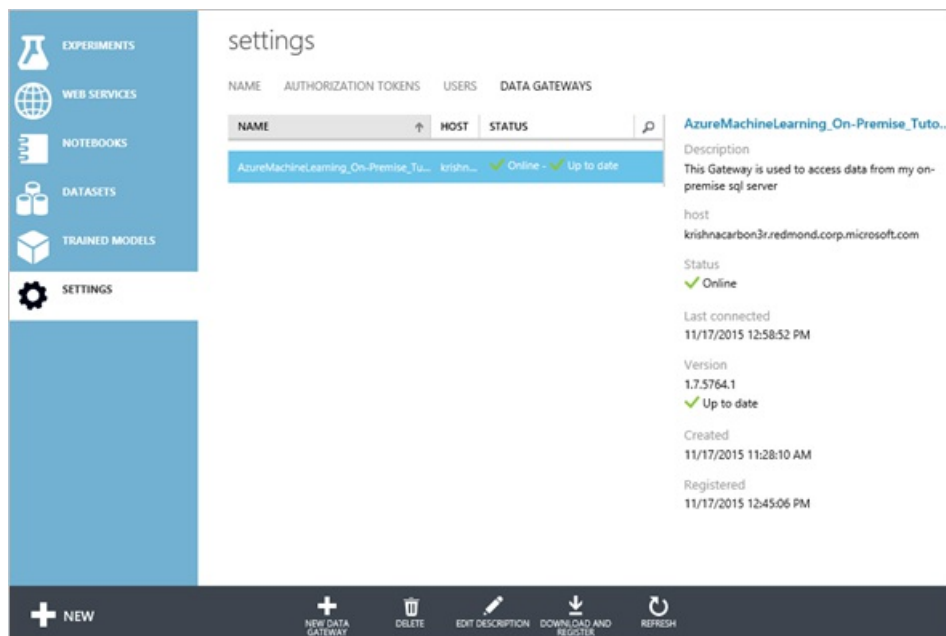 EXPERIMENTS
WEB SERVICES
NOTEBOOKS
DATASETS
TRAINED MODELS
SETTINGS
settings
NAME AUTHORIZATION TOKENS USERS DATA GATEWAYS
NAME HOST STATUS
AzureMachineLearning_On-Premise_Tu... krishn... Online - Up to date
AzureMachineLearning_On-Premise_Tuto...
Description
This Gateway is used to access data from my on-
premise sql server
host
krishnacarbon3r.redmond.corp.microsoft.com
Status
Online
Last connected
11/17/2015 12:58:52 PM
Version
1.7.5764.1
Up to date
Created
11/17/2015 11:28:10 AM
Registered
11/17/2015 12:45:06 PM
NEW
NEW DATA
GATEWAY
DELETE
EDIT DESCRIPTION
DOWNLOAD AND
REGISTER
REFRESH